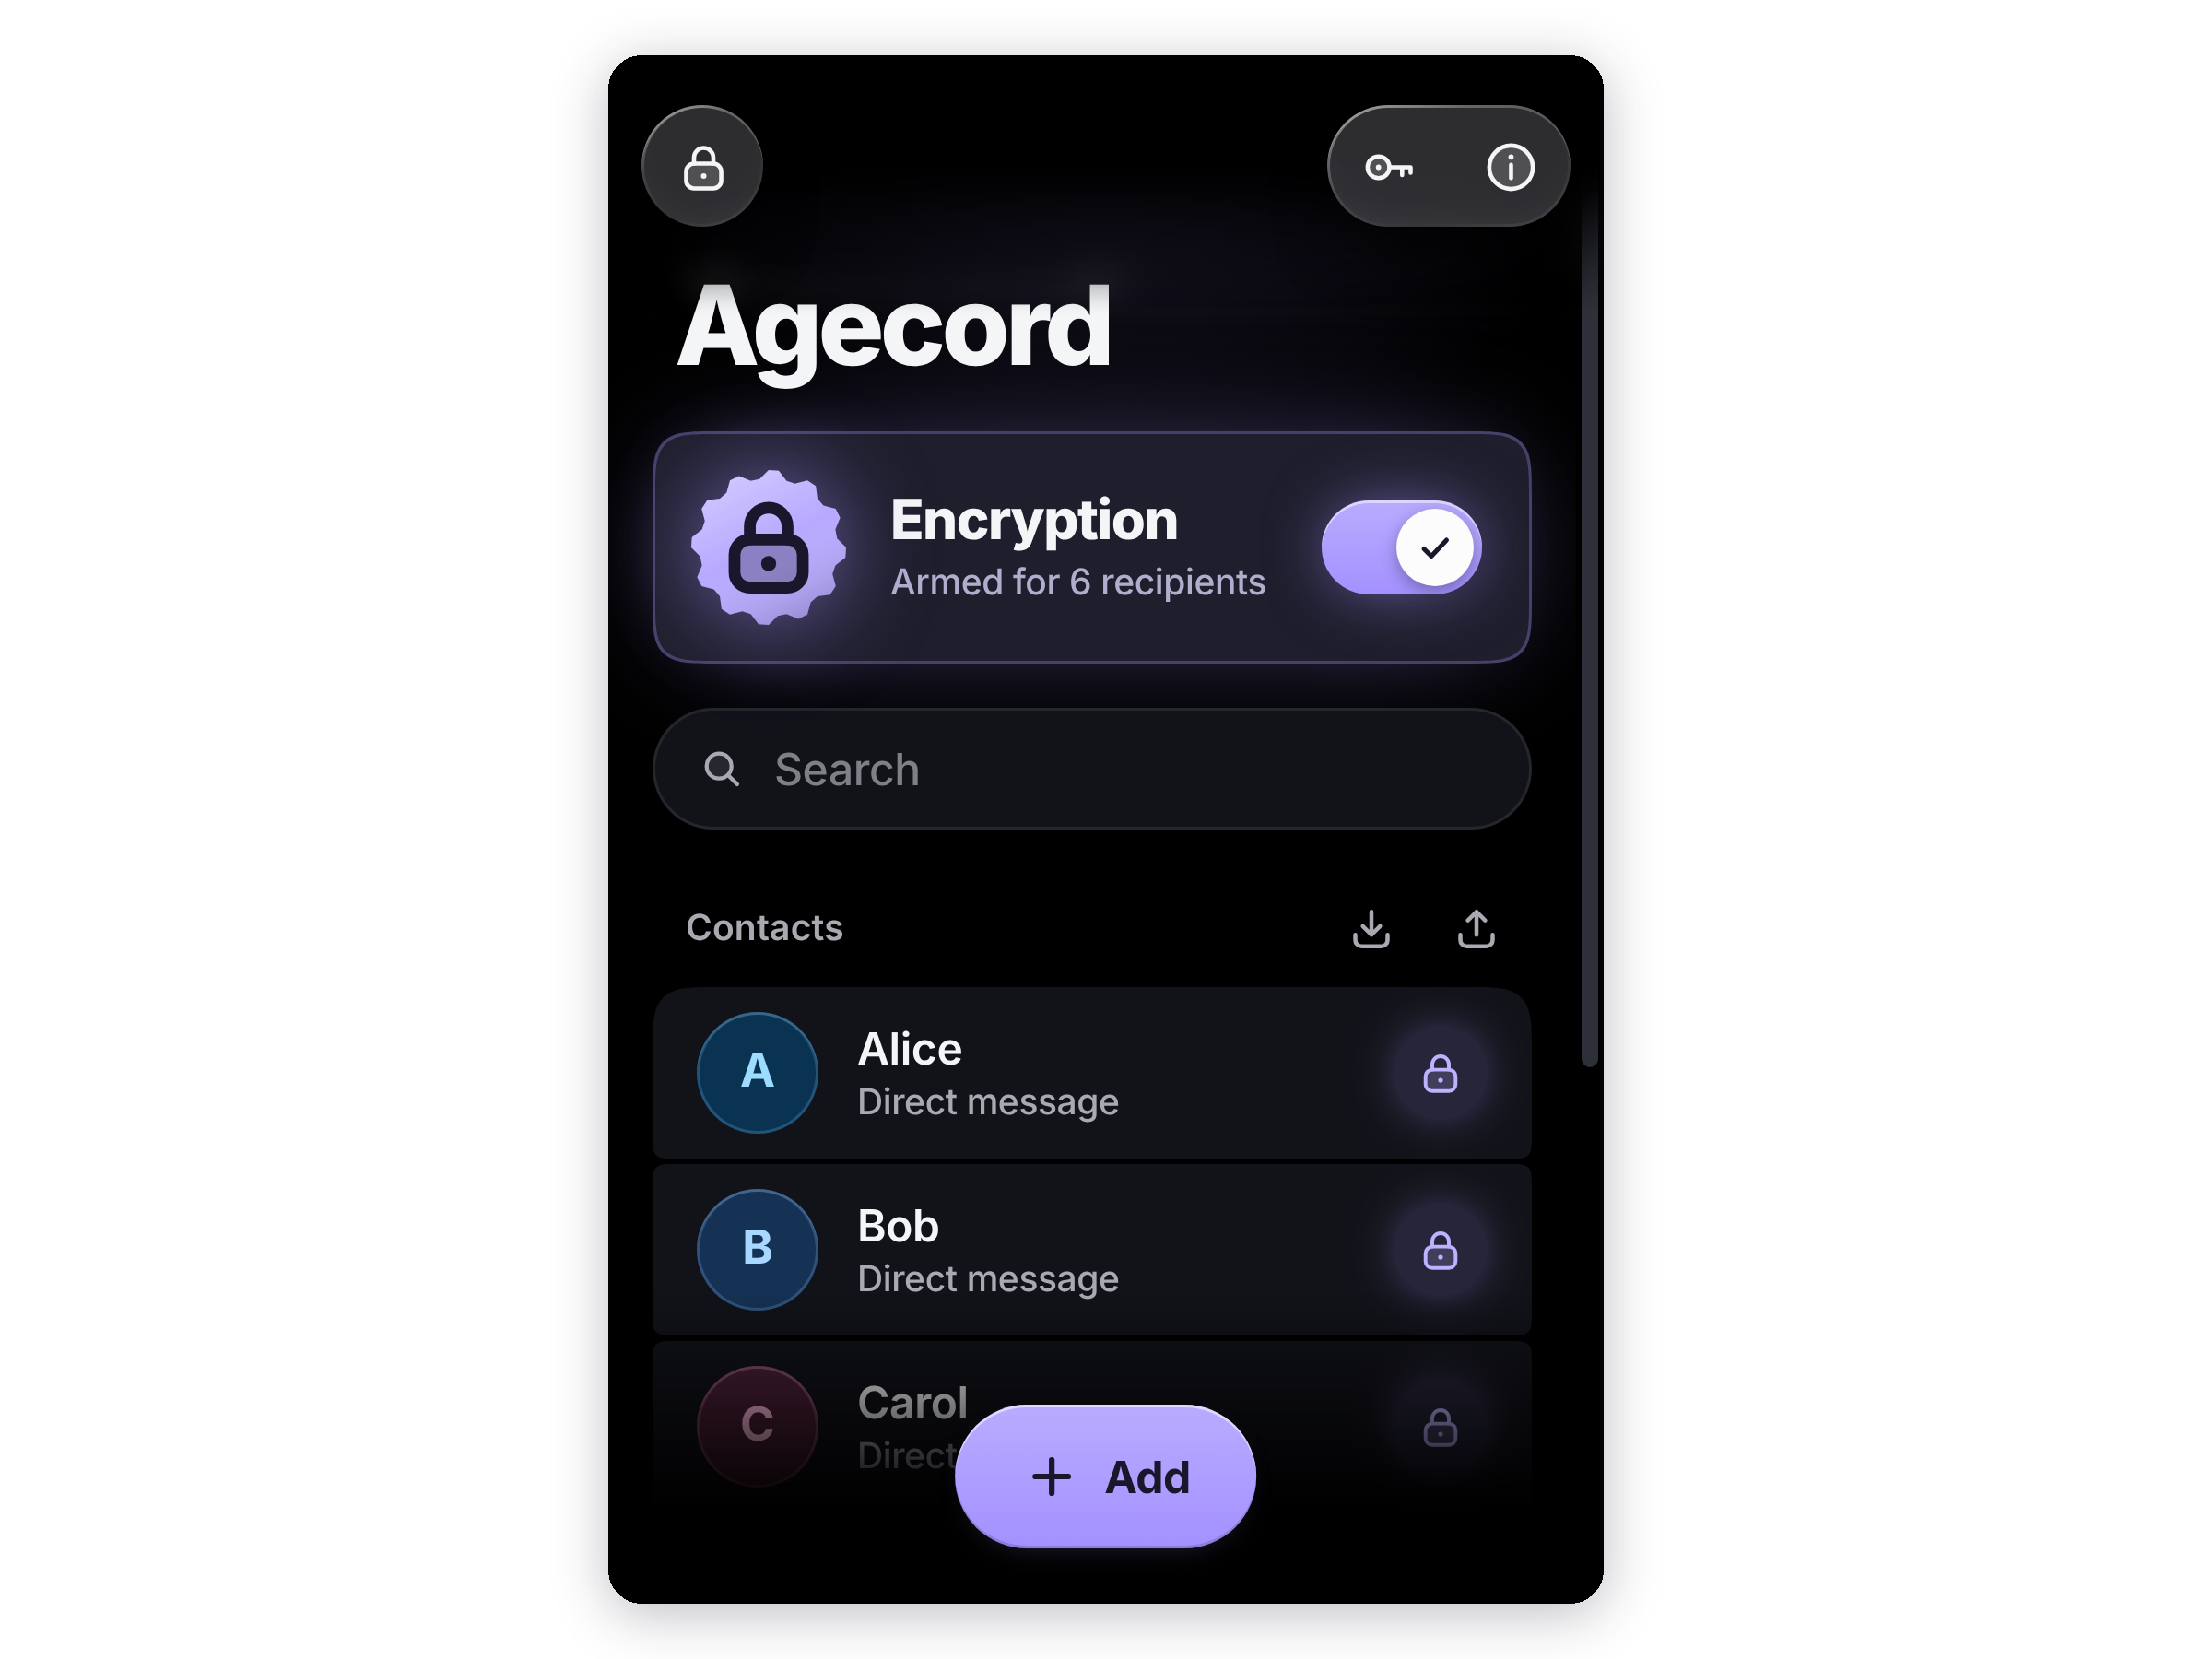 Agecord
Encryption
Armed for 6 recipients
Search
Contacts
A
Alice
Direct message
B
Bob
Direct message
C
Carol
Direct
Add